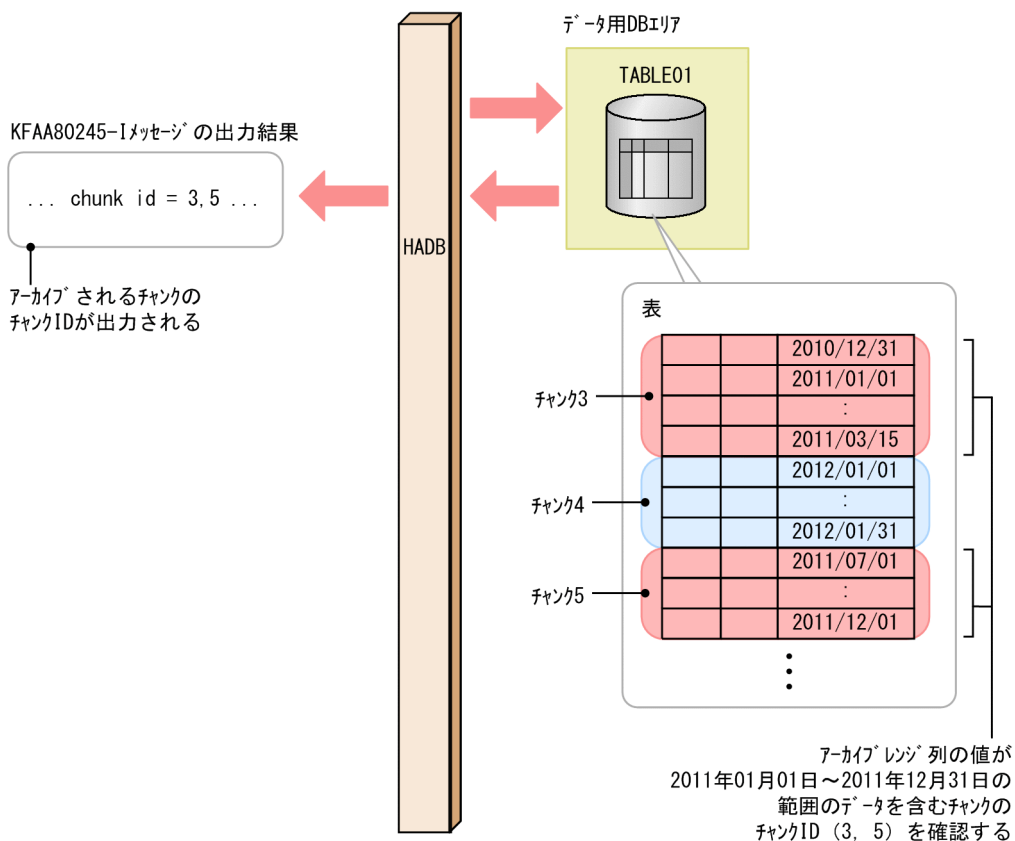 データ用DBエリア
TABLE01
KFAA80245-Iメッセージの出力結果
... chunk id = 3,5 ...
HADB
アーカイブされるチャンクの
チャンクIDが出力される
表
2010/12/31
2011/01/01
:
2011/03/15
チャンク3
2012/01/01
:
2012/01/31
チャンク4
2011/07/01
:
2011/12/01
チャンク5
アーカイブレンジ列の値が
2011年01月01日～2011年12月31日の
範囲のデータを含むチャンクの
チャンクID（3, 5）を確認する